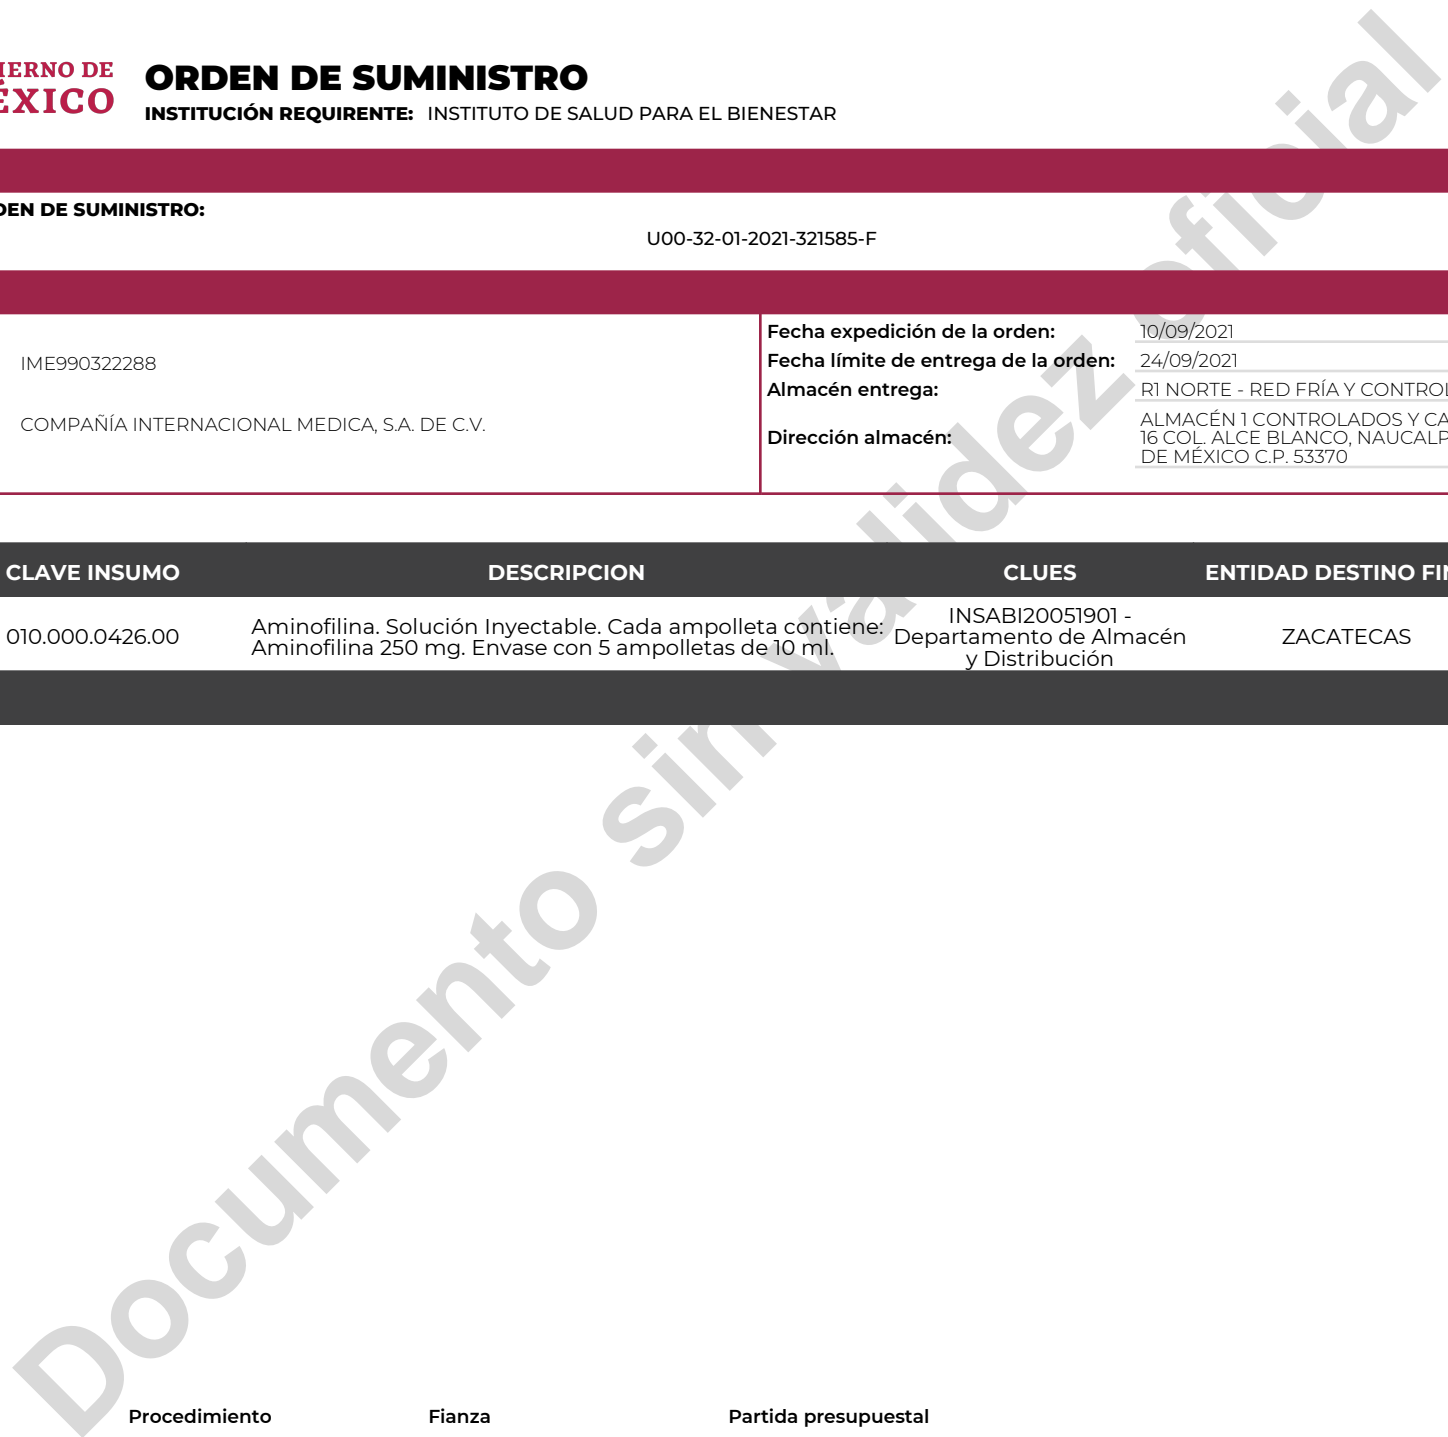 IERNO DE
ÉXICO
ORDEN DE SUMINISTRO
INSTITUCIÓN REQUIRENTE: INSTITUTO DE SALUD PARA EL BIENESTAR
DEN DE SUMINISTRO:
U00-32-01-2021-321585-F
IME990322288
COMPAÑÍA INTERNACIONAL MEDICA, S.A. DE C.V.
Fecha expedición de la orden: 10/09/2021
Fecha límite de entrega de la orden: 24/09/2021
Almacén entrega: R1 NORTE - RED FRÍA Y CONTROL
Dirección almacén: ALMACÉN 1 CONTROLADOS Y CA
16 COL. ALCE BLANCO, NAUCALP
DE MÉXICO C.P. 53370
CLAVE INSUMO DESCRIPCION CLUES ENTIDAD DESTINO FIN
010.000.0426.00
Aminofilina. Solución Inyectable. Cada ampolleta contiene:
Aminofilina 250 mg. Envase con 5 ampolletas de 10 ml.
INSABI20051901 -
Departamento de Almacén
y Distribución
ZACATECAS
Documento sin validez oficial
Procedimiento Fianza Partida presupuestal